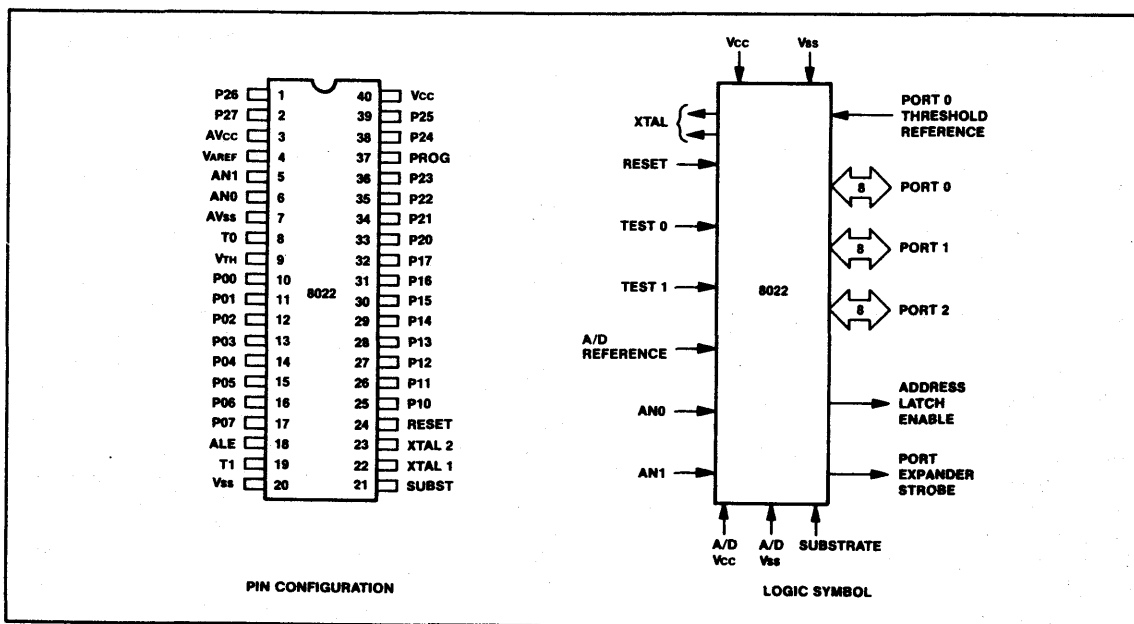 P26 1 40 Vcc
P27 2 39 P25
AVcc 3 38 P24
VAREF 4 37 PROG
AN1 5 36 P23
AN0 6 35 P22
AVss 7 34 P21
T0 8 33 P20
VTH 9 32 P17
P00 10 31 P16
8022
P01 11 30 P15
P02 12 29 P14
P03 13 28 P13
P04 14 27 P12
P05 15 26 P11
P06 16 25 P10
P07 17 24 RESET
ALE 18 23 XTAL 2
T1 19 22 XTAL 1
Vss 20 21 SUBST
PIN CONFIGURATION
Vcc Vss
XTAL
RESET
TEST 0
TEST 1
A/D
REFERENCE
AN0
AN1
8022
PORT 0
THRESHOLD
REFERENCE
8 PORT 0
8 PORT 1
8 PORT 2
ADDRESS
LATCH
ENABLE
PORT
EXPANDER
STROBE
A/D
Vcc
A/D
Vss
SUBSTRATE
LOGIC SYMBOL